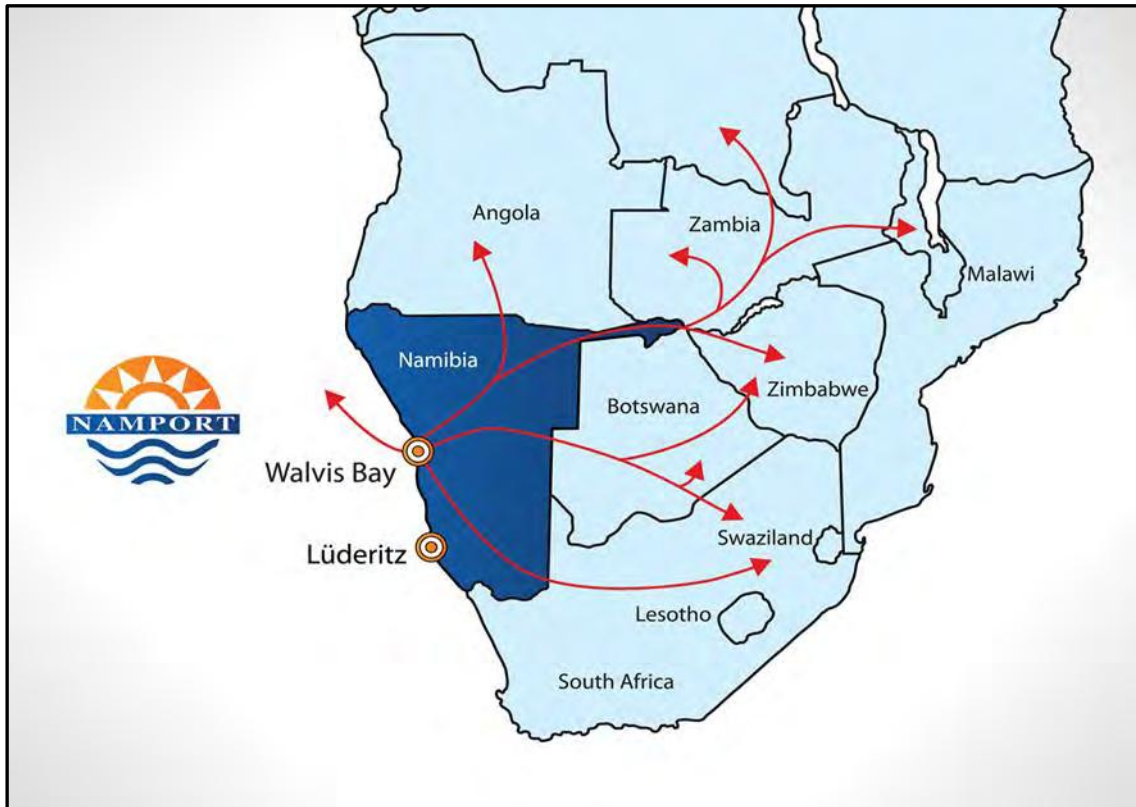 Angola
Zambia
Malawi
Namibia
Zimbabwe
Botswana
NAMPORT
Walvis Bay
Swaziland
Lüderitz
Lesotho
South Africa